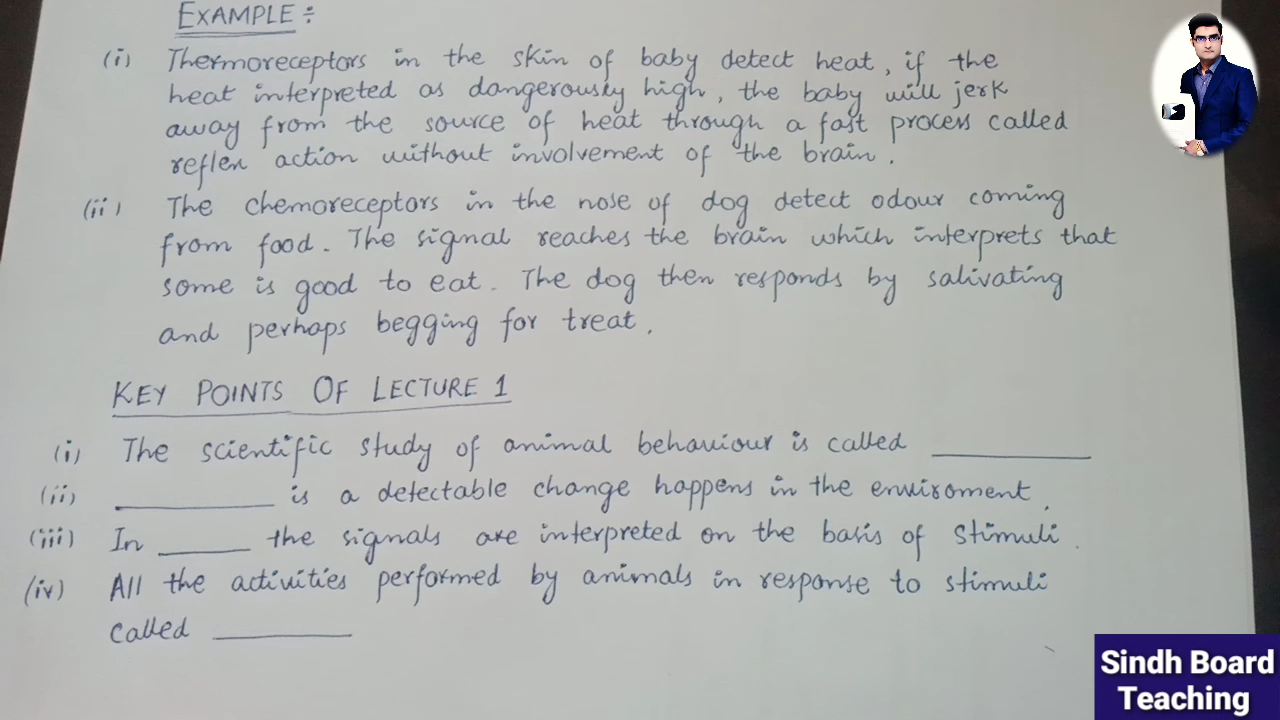 EXAMPLE :
(i) Thermoreceptors in the skin of baby detect heat, if the
heat interpreted as dangerously high, the baby will jerk
away from the source of heat through a fast process called
reflex action without involvement of the brain.
(ii) The chemoreceptors in the nose of dog detect odour coming
from food. The signal reaches the brain which interprets that
some is good to eat. The dog then responds by salivating
and perhaps begging for treat.
KEY POINTS OF LECTURE 1
(i) The scientific study of animal behaviour is called ________
(ii) ________ is a detectable change happens in the enviroment.
(iii) In ______ the signals are interpreted on the basis of stimuli.
(iv) All the activities performed by animals in response to stimuli
called ________
Sindh Board
Teaching